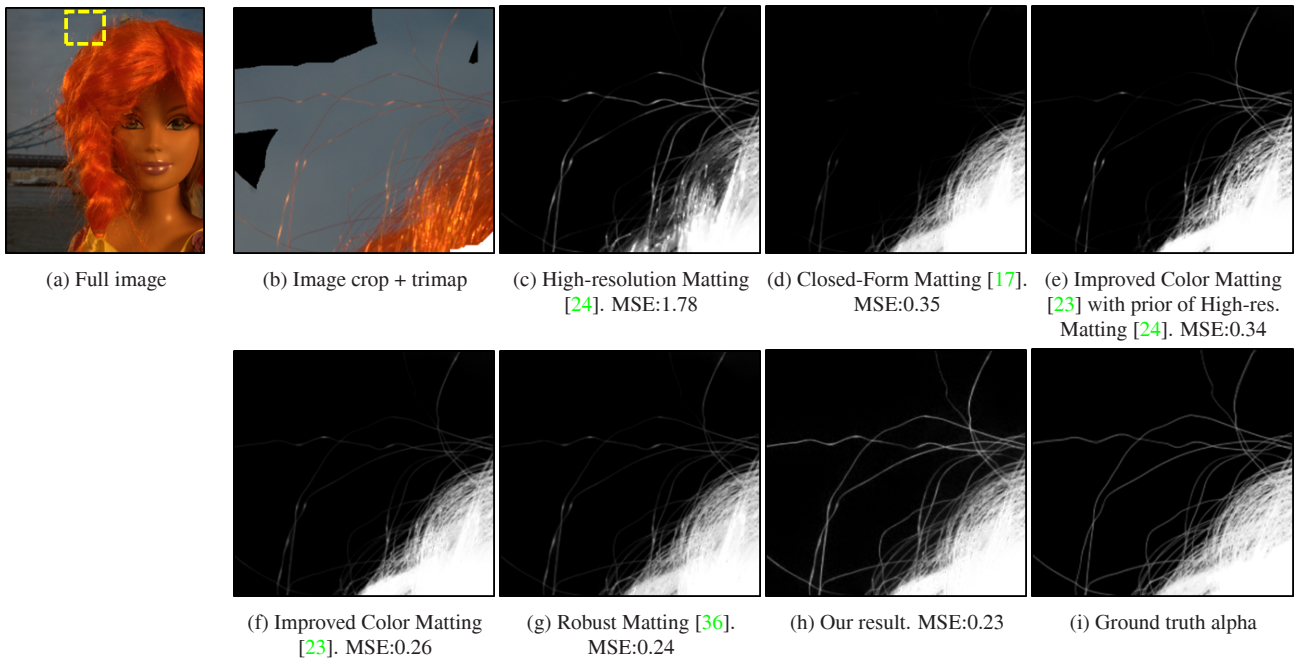 (a) Full image
(b) Image crop + trimap
(c) High-resolution Matting
[24]. MSE:1.78
(d) Closed-Form Matting [17].
MSE:0.35
(e) Improved Color Matting
[23] with prior of High-res.
Matting [24]. MSE:0.34
(f) Improved Color Matting
[23]. MSE:0.26
(g) Robust Matting [36].
MSE:0.24
(h) Our result. MSE:0.23
(i) Ground truth alpha